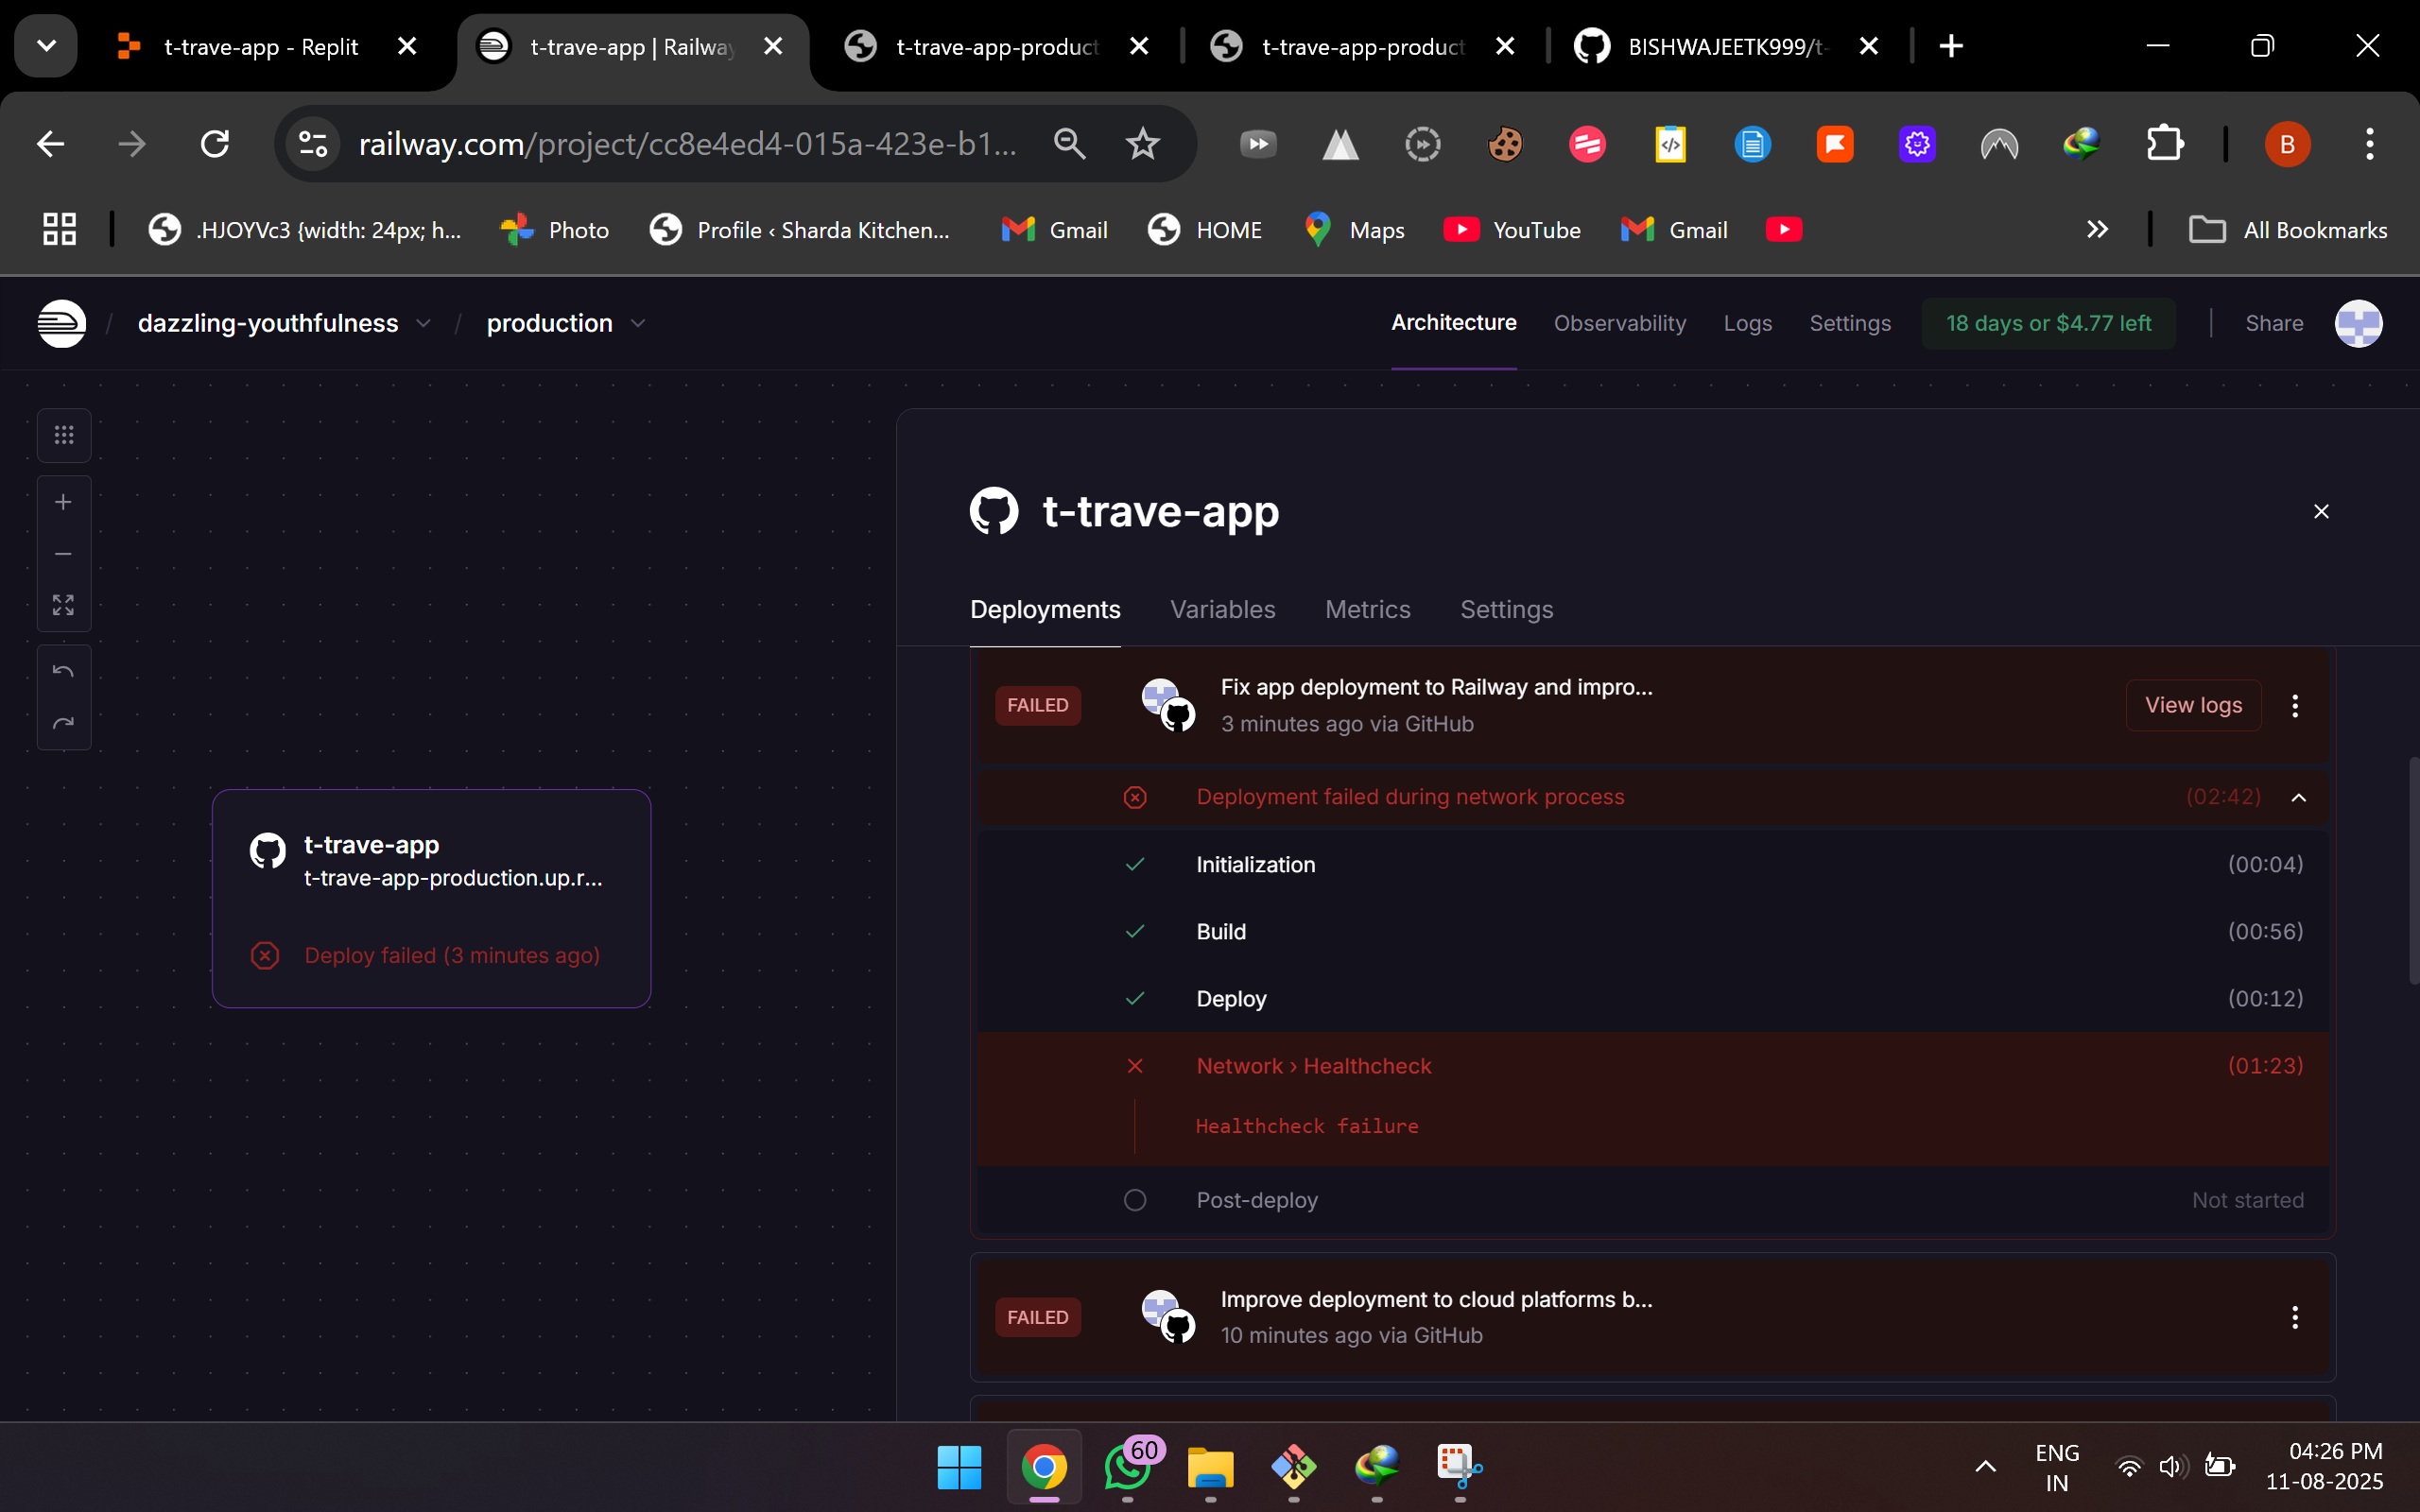 t-trave-app - Replit
t-trave-app | Railway
t-trave-app-product
t-trave-app-product
BISHWAJEETK999/t-
railway.com/project/cc8e4ed4-015a-423e-b1...
B
.HJOYVc3 {width: 24px; h...
Photo
Profile ‹ Sharda Kitchen...
Gmail
HOME
Maps
YouTube
Gmail
All Bookmarks
/ dazzling-youthfulness / production
Architecture
Observability
Logs
Settings
18 days or $4.77 left
Share
t-trave-app
Deployments
Variables
Metrics
Settings
t-trave-app
t-trave-app-production.up.r...
Deploy failed (3 minutes ago)
FAILED
Fix app deployment to Railway and impro...
3 minutes ago via GitHub
View logs
Deployment failed during network process
(02:42)
Initialization
(00:04)
Build
(00:56)
Deploy
(00:12)
Network › Healthcheck
(01:23)
Healthcheck failure
Post-deploy
Not started
FAILED
Improve deployment to cloud platforms b...
10 minutes ago via GitHub
60
ENG
IN
04:26 PM
11-08-2025